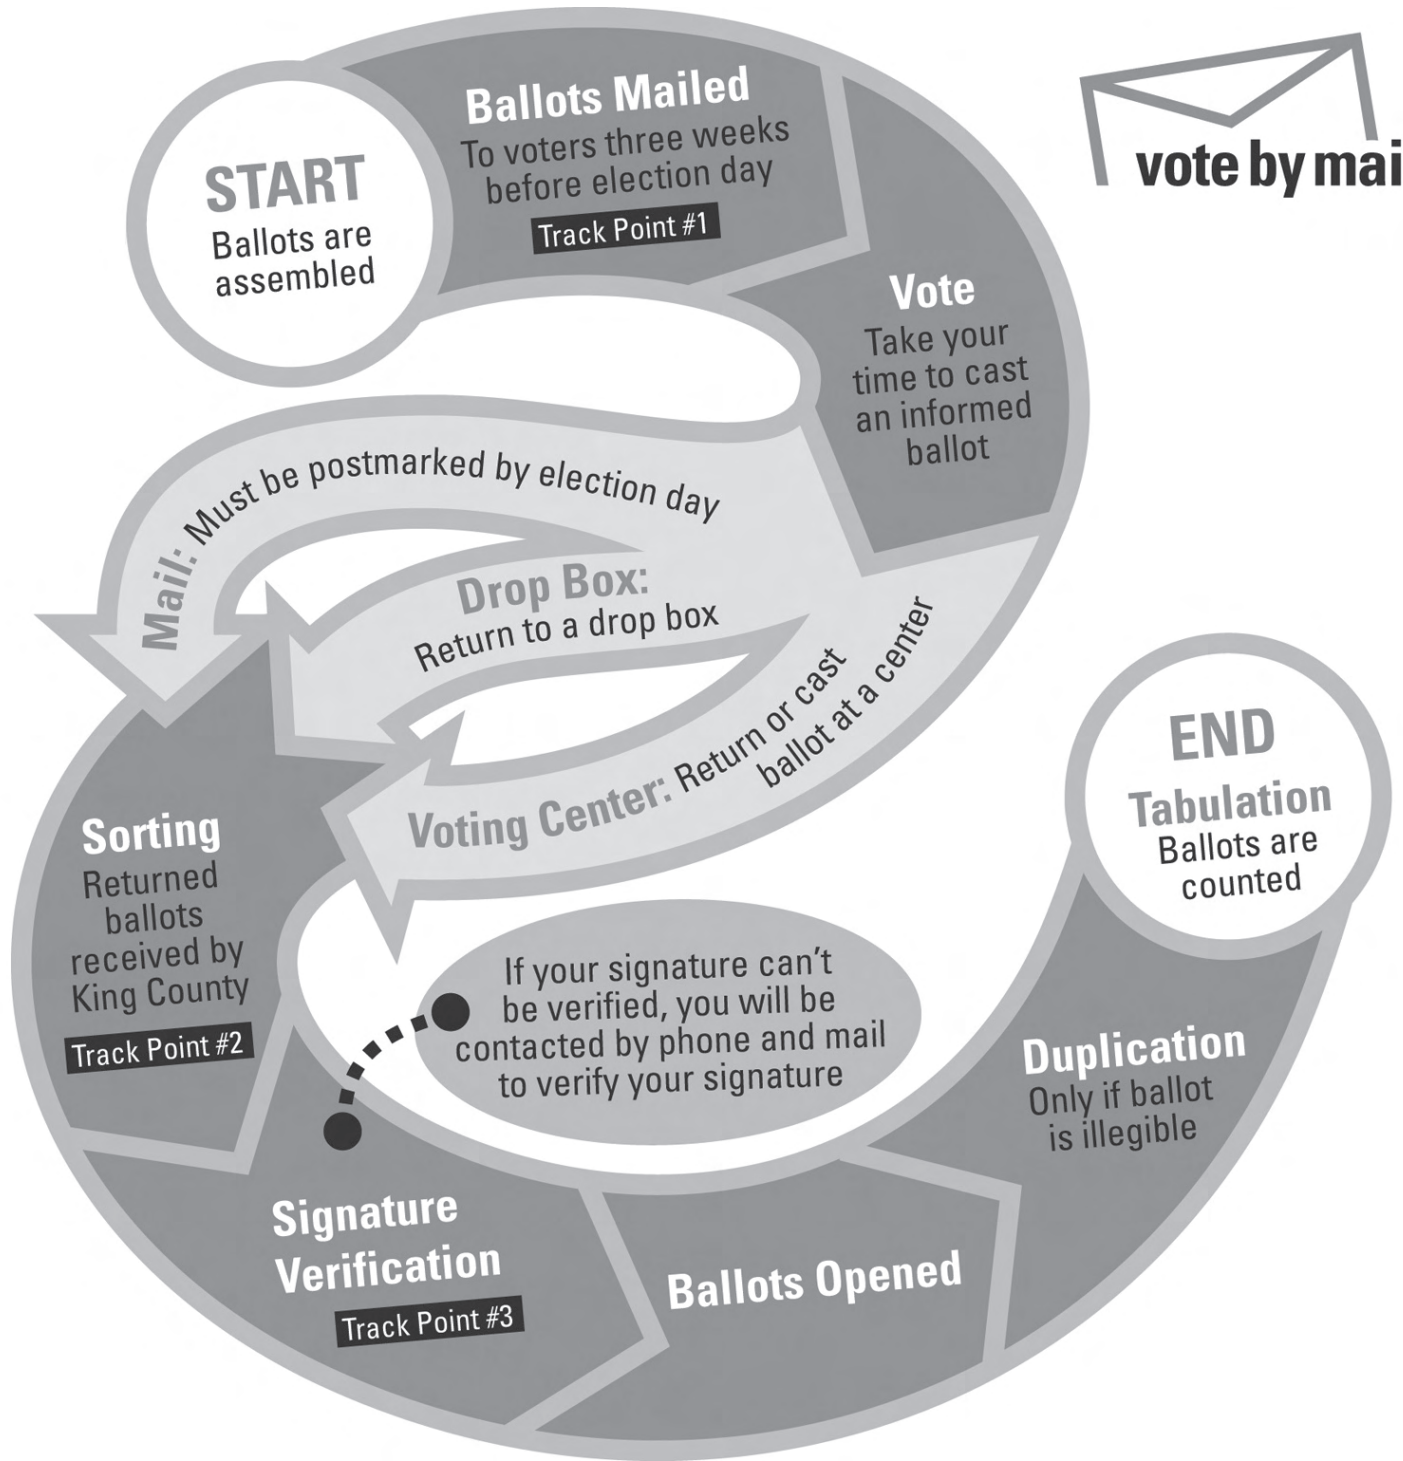 vote by mai
START
Ballots are
assembled
Ballots Mailed
To voters three weeks
before election day
Track Point #1
Vote
Take your
time to cast
an informed
ballot
Mail: Must be postmarked by election day
Drop Box:
Return to a drop box
Voting Center: Return or cast
ballot at a center
Sorting
Returned
ballots
received by
King County
Track Point #2
If your signature can't
be verified, you will be
contacted by phone and mail
to verify your signature
Signature
Verification
Track Point #3
Ballots Opened
Duplication
Only if ballot
is illegible
END
Tabulation
Ballots are
counted